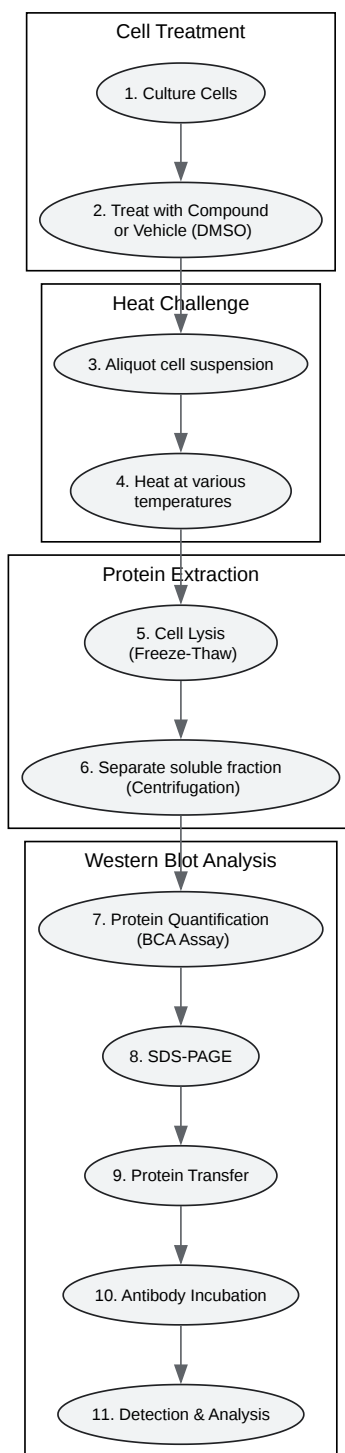 Cell Treatment
1. Culture Cells
2. Treat with Compound
or Vehicle (DMSO)
Heat Challenge
3. Aliquot cell suspension
4. Heat at various
temperatures
Protein Extraction
5. Cell Lysis
(Freeze-Thaw)
6. Separate soluble fraction
(Centrifugation)
Western Blot Analysis
7. Protein Quantification
(BCA Assay)
8. SDS-PAGE
9. Protein Transfer
10. Antibody Incubation
11. Detection & Analysis